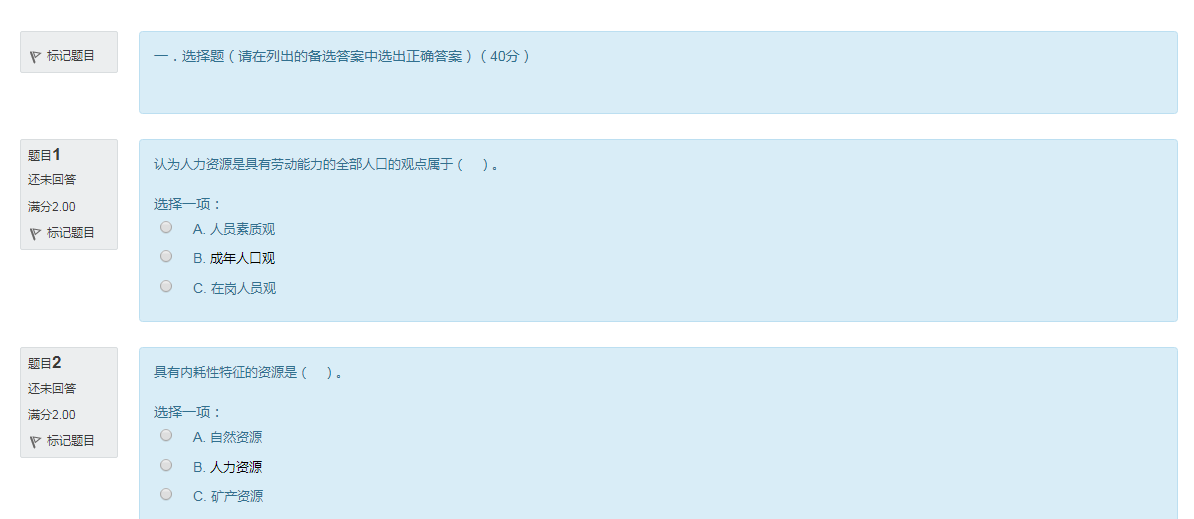 标记题目
一．选择题（请在列出的备选答案中选出正确答案）（40分）
题目1
还未回答
满分2.00
标记题目
认为人力资源是具有劳动能力的全部人口的观点属于（ ）。
选择一项：
A. 人员素质观
B. 成年人口观
C. 在岗人员观
题目2
还未回答
满分2.00
标记题目
具有内耗性特征的资源是（ ）。
选择一项：
A. 自然资源
B. 人力资源
C. 矿产资源